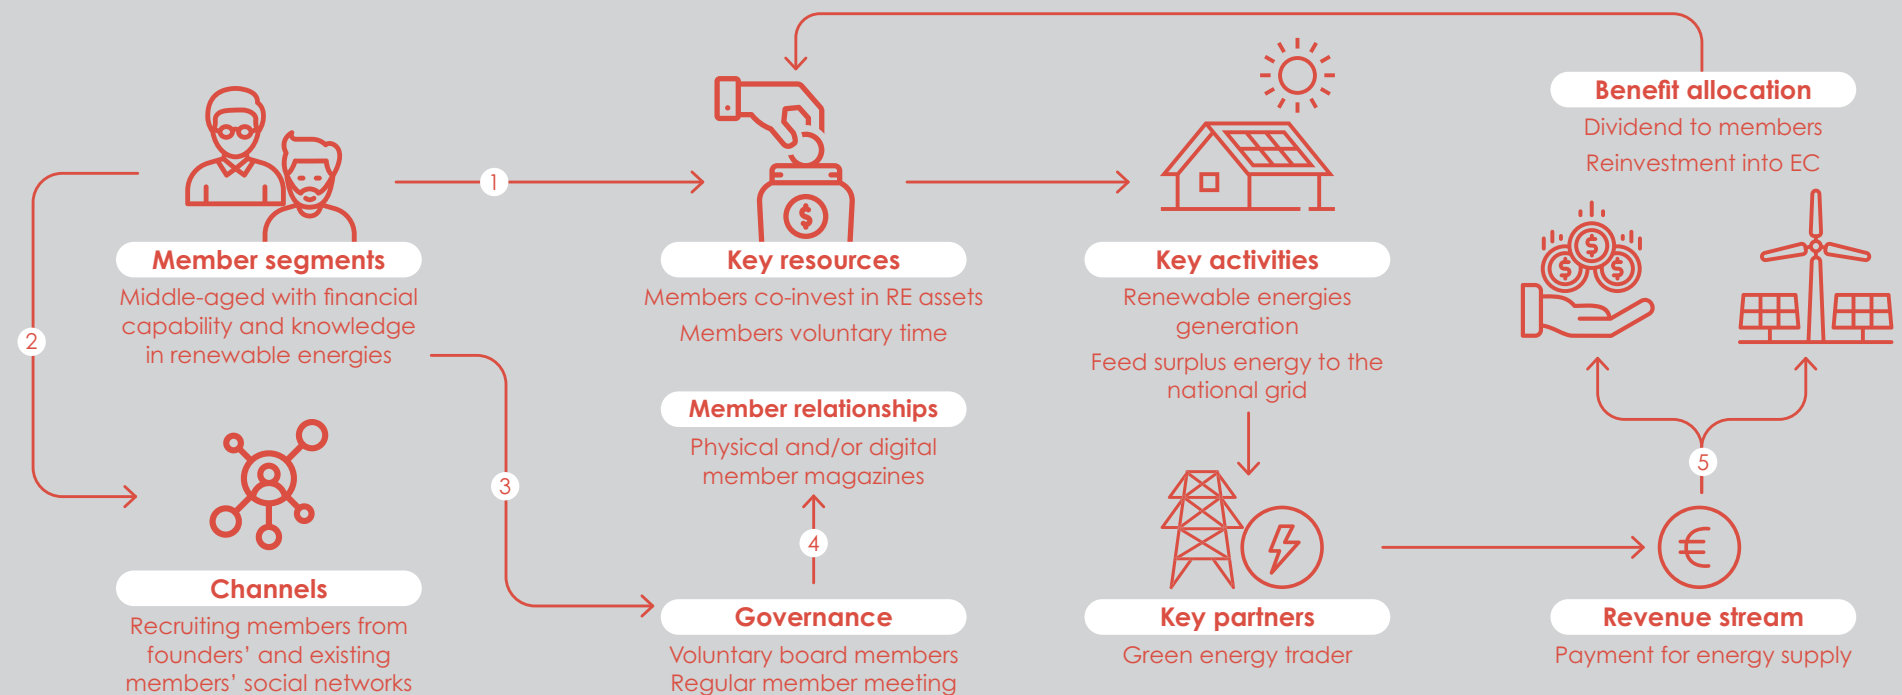 1
2
Member segments
Middle-aged with financial
capability and knowledge
in renewable energies
Channels
Recruiting members from
founders’ and existing
members’ social networks
3
$
Key resources
Members co-invest in RE assets
Members voluntary time
Member relationships
Physical and/or digital
member magazines
4
Governance
Voluntary board members
Regular member meeting
Key activities
Renewable energies
generation
Feed surplus energy to the
national grid
Key partners
Green energy trader
Benefit allocation
Dividend to members
Reinvestment into EC
$
$ $
5
€
Revenue stream
Payment for energy supply